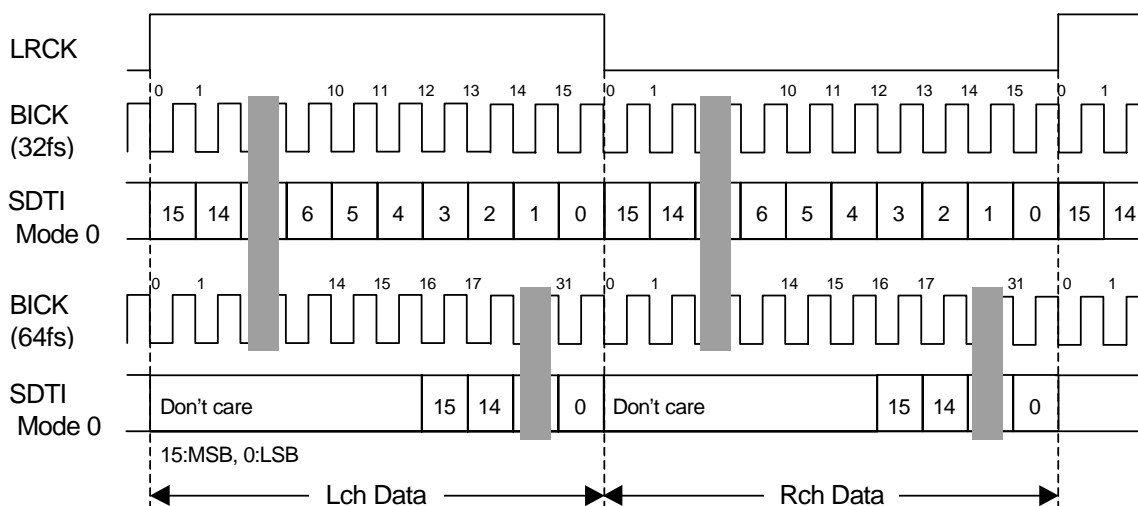 LRCK
0 1 10 11 12 13 14 15 0 1 10 11 12 13 14 15 0 1
BICK
(32fs)
SDTI
Mode 0
15 14 6 5 4 3 2 1 0 15 14 6 5 4 3 2 1 0 15 14
0 1 14 15 16 17 31 0 1 14 15 16 17 31 0 1
BICK
(64fs)
SDTI
Mode 0
Don't care 15 14 0 Don't care 15 14 0
15:MSB, 0:LSB
Lch Data Rch Data